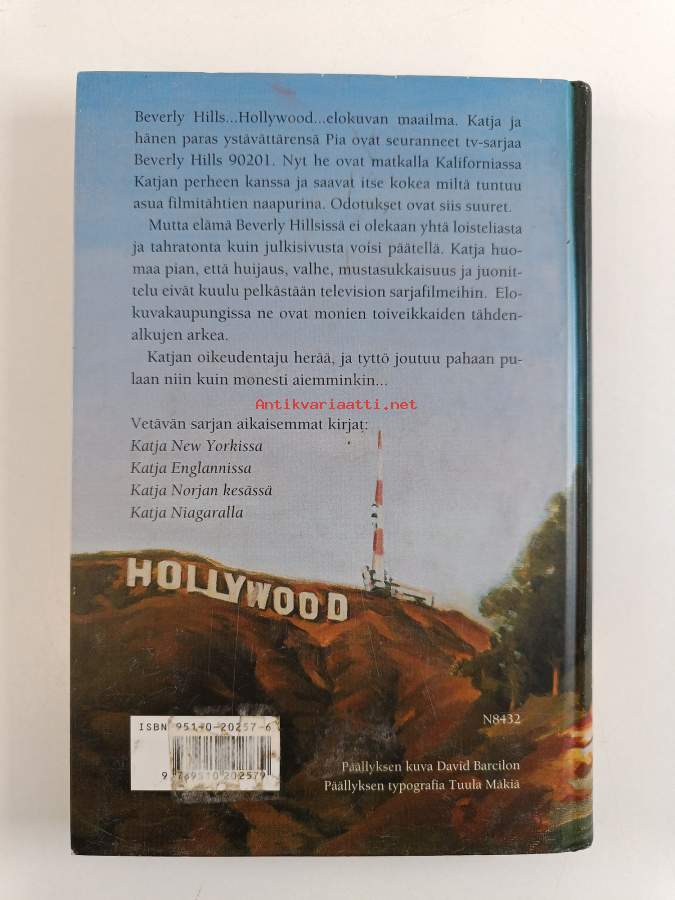 Beverly Hills...Hollywood...elokuvan maailma. Katja ja
hänen paras ystävättärensä Pia ovat seuranneet tv-sarjaa
Beverly Hills 90201. Nyt he ovat matkalla Kaliforniassa
Katjan perheen kanssa ja saavat itse kokea miltä tuntuu
asua filmitähtien naapurina. Odotukset ovat siis suuret.
Mutta elämä Beverly Hillsissä ei olekaan yhtä loisteliasta
ja tahratonta kuin julkisivusta voisi päätellä. Katja huo-
maa pian, että huijaus, valhe, mustasukkaisuus ja juonit-
telu eivät kuulu pelkästään television sarjafilmeihin. Elo-
kuvakaupungissa ne ovat monien toiveikkaiden tähden-
alkujen arkea.
Katjan oikeudentaju herää, ja tyttö joutuu pahaan pu-
laan niin kuin monesti aiemminkin...
Antikvariaatti.net
Vetävän sarjan aikaisemmat kirjat:
Katja New Yorkissa
Katja Englannissa
Katja Norjan kesässä
Katja Niagaralla
HOLLYWOOD
N8432
ISBN 951-0-20257-6
9 789510 202579
Päällyksen kuva David Barcilon
Päällyksen typografia Tuula Mäkiä